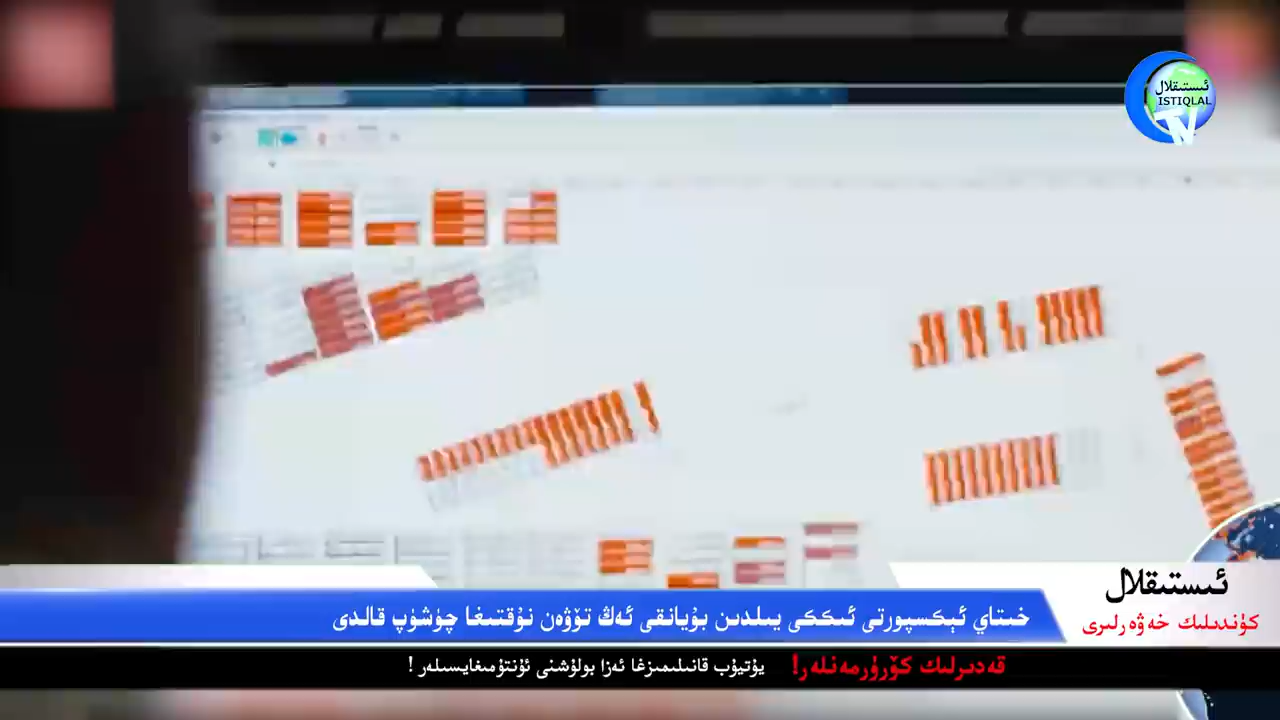 ئىستىقلال
ISTIQLAL
TV
ئىستىقلال
كۈندىلىك خەۋەرلىرى
خىتاي ئېكسپورتى ئىككى يىلدىن بۇيانقى ئەڭ تۆۋەن نۇقتىغا چۈشۈپ قالدى
قەدىرلىك كۆرۈرمەنلەر! يۇتيۇب قانىلىمىزغا ئەزا بولۇشنى ئۇنتۇمىغايسىلەر !